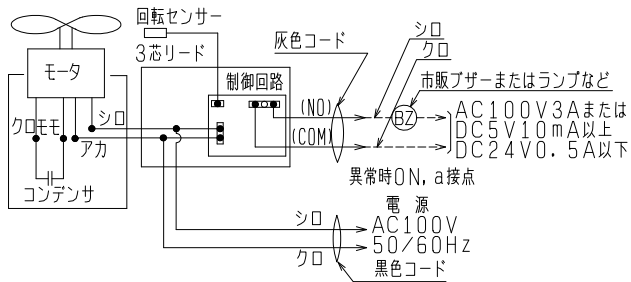 回転センサー
3芯リード
灰色コード
シロ
クロ
モータ
制御回路
市販ブザーまたはランプなど
(NO)
BZ
AC100V3Aまたは
クロ モモ
シロ
(COM)
DC5V10mA以上
アカ
DC24V0.5A以下
コンデンサ
異常時ON,a接点
電源
シロ
AC100V
50/60Hz
クロ
黒色コード